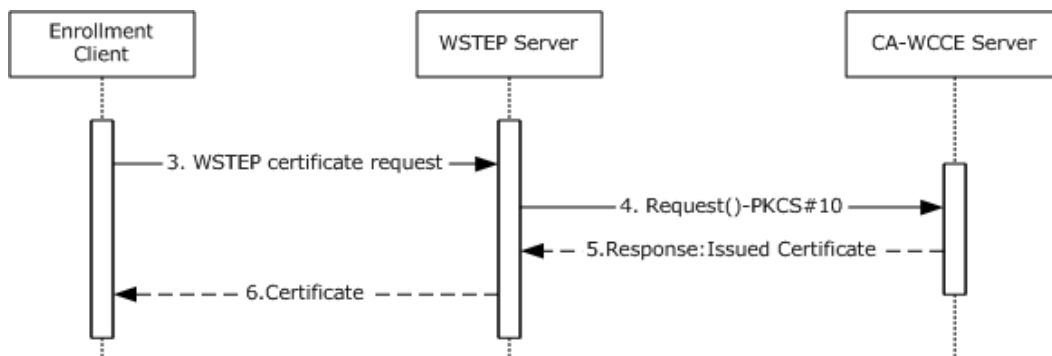 Enrollment
Client
WSTEP Server
CA-WCCE Server
3. WSTEP certificate request
4. Request()-PKCS#10
5.Response:Issued Certificate
6.Certificate